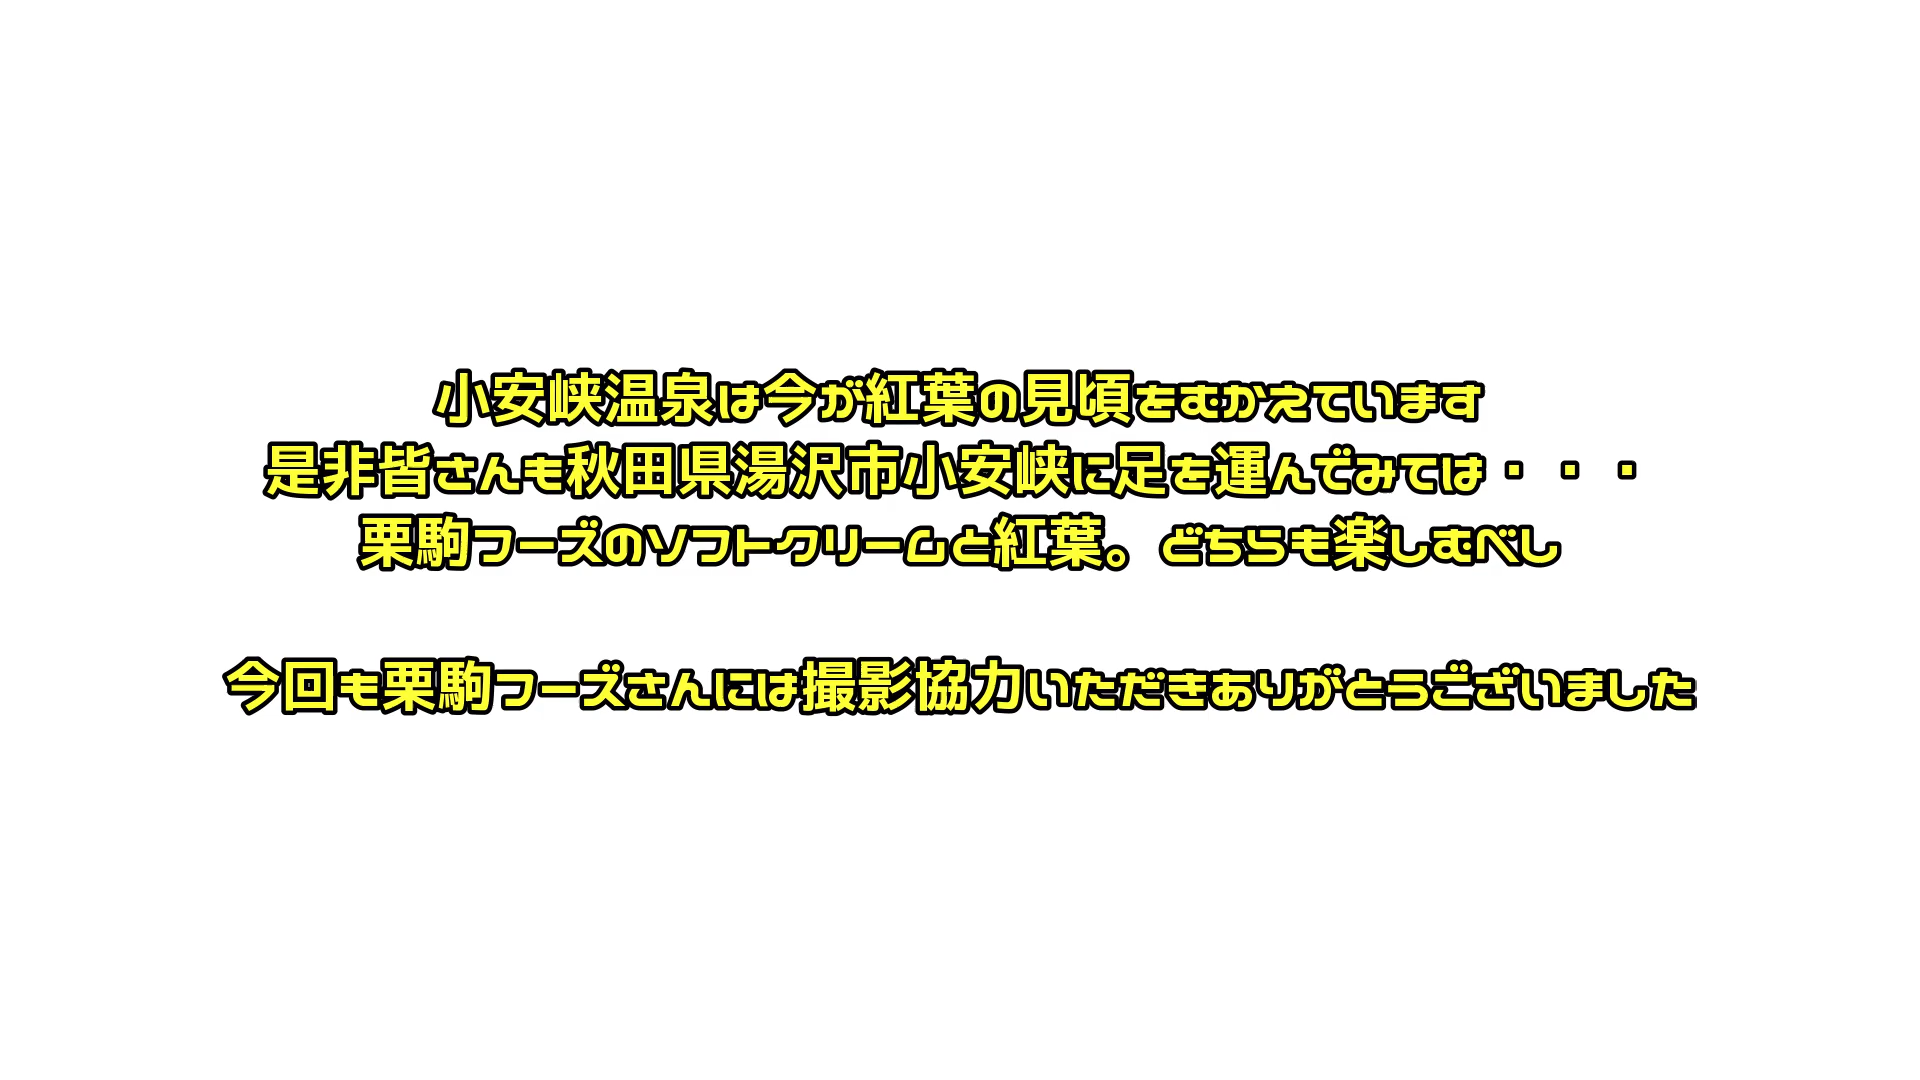 小安峡温泉は今が紅葉の見頃をむかえています
是非皆さんも秋田県湯沢市小安峡に足を運んでみては・・・
栗駒フーズのソフトクリームと紅葉。どちらも楽しむべし
今回も栗駒フーズさんには撮影協力いただきありがとうございました